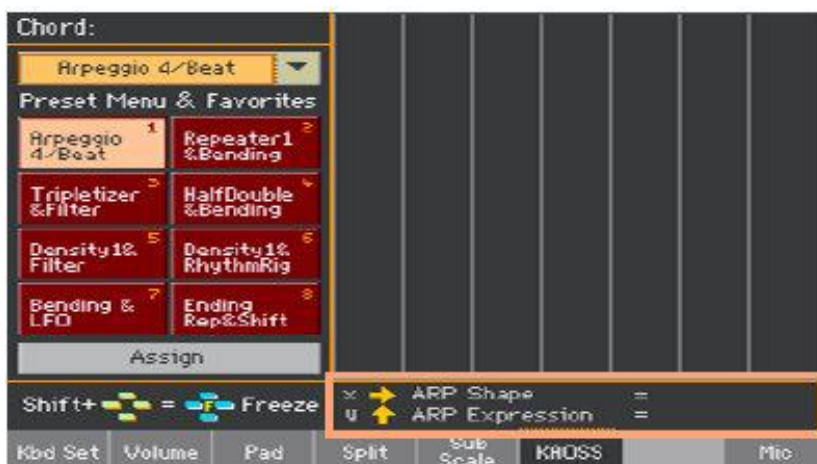 Chord:
Arpeggio 4/Beat
Preset Menu & Favorites
Arpeggio 1
4/Beat
Repeater1 2
&Bending
Tripletizer 3
&Filter
HalfDouble 4
&Bending
Density1& 5
Filter
Density1& 6
RhythmRig
Bending & 7
LFO
Ending 8
Rep&Shift
Assign
Shift+ = F Freeze
x ARP Shape =
y ARP Expression =
Kbd Set Volume Pad Split Sub Scale KAOSS Mic